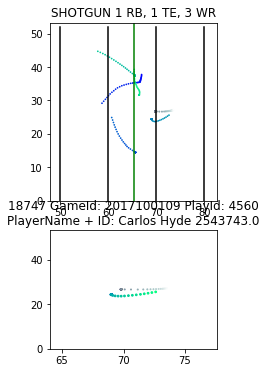 SHOTGUN 1 RB, 1 TE, 3 WR
50
40
30
20
10
0
50 60 70 80
18747 GameId: 2017100109 PlayId: 4560
PlayerName + ID: Carlos Hyde 2543743.0
40
20
0
65 70 75